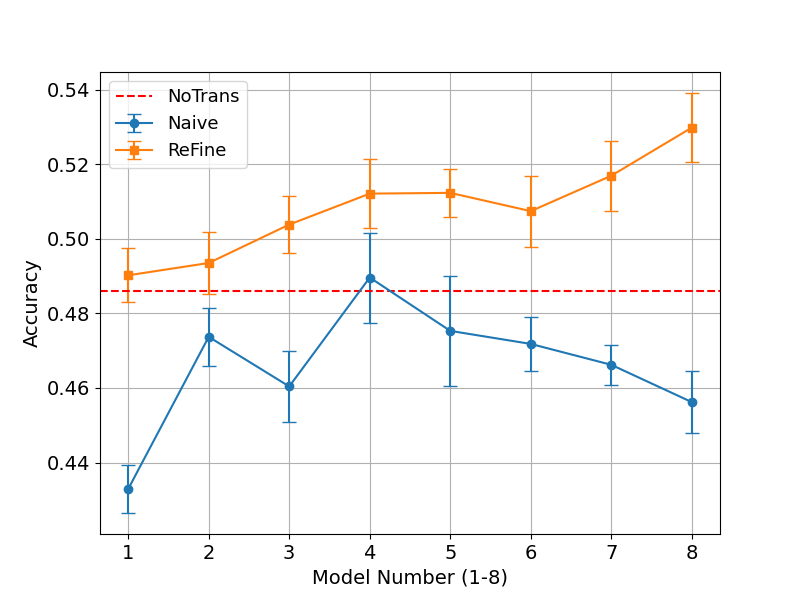 NoTrans
Naive
ReFine
0.54
0.52
0.50
0.48
0.46
0.44
Accuracy
1 2 3 4 5 6 7 8
Model Number (1-8)